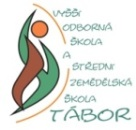 VYŠŠÍ
ODBORNÁ
ŠKOLA
A
STŘEDNÍ
ZEMĚDĚLSKÁ
ŠKOLA
TÁBOR